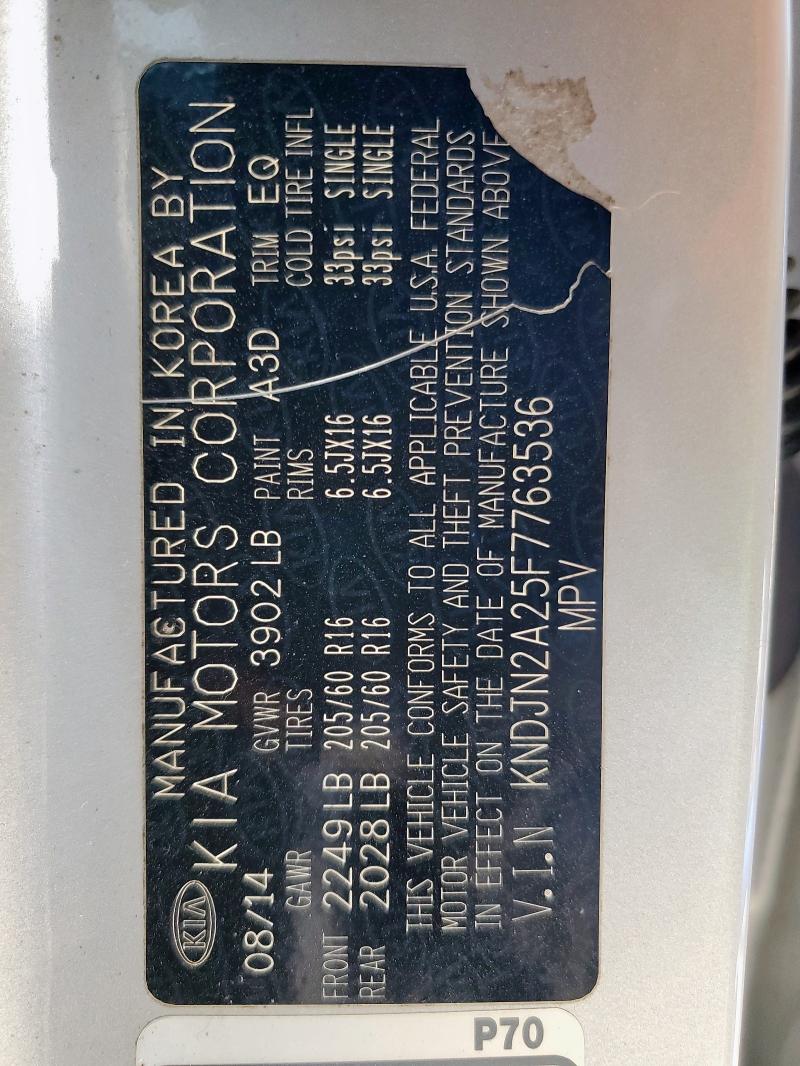 MANUFACTURED IN KOREA BY
KIA KIA MOTORS CORPORATION
08/14 GVWR 3902 LB PAINT A3D TRIM EQ
GAWR TIRES RIMS COLD TIRE INFL
FRONT 2249 LB 205/60 R16 6.5JX16 33psi SINGLE
REAR 2028 LB 205/60 R16 6.5JX16 33psi SINGLE
THIS VEHICLE CONFORMS TO ALL APPLICABLE U.S.A. FEDERAL
MOTOR VEHICLE SAFETY AND THEFT PREVENTION STANDARDS
IN EFFECT ON THE DATE OF MANUFACTURE SHOWN ABOVE
V.I.N KNDJN2A25F7763536
MPV
P70